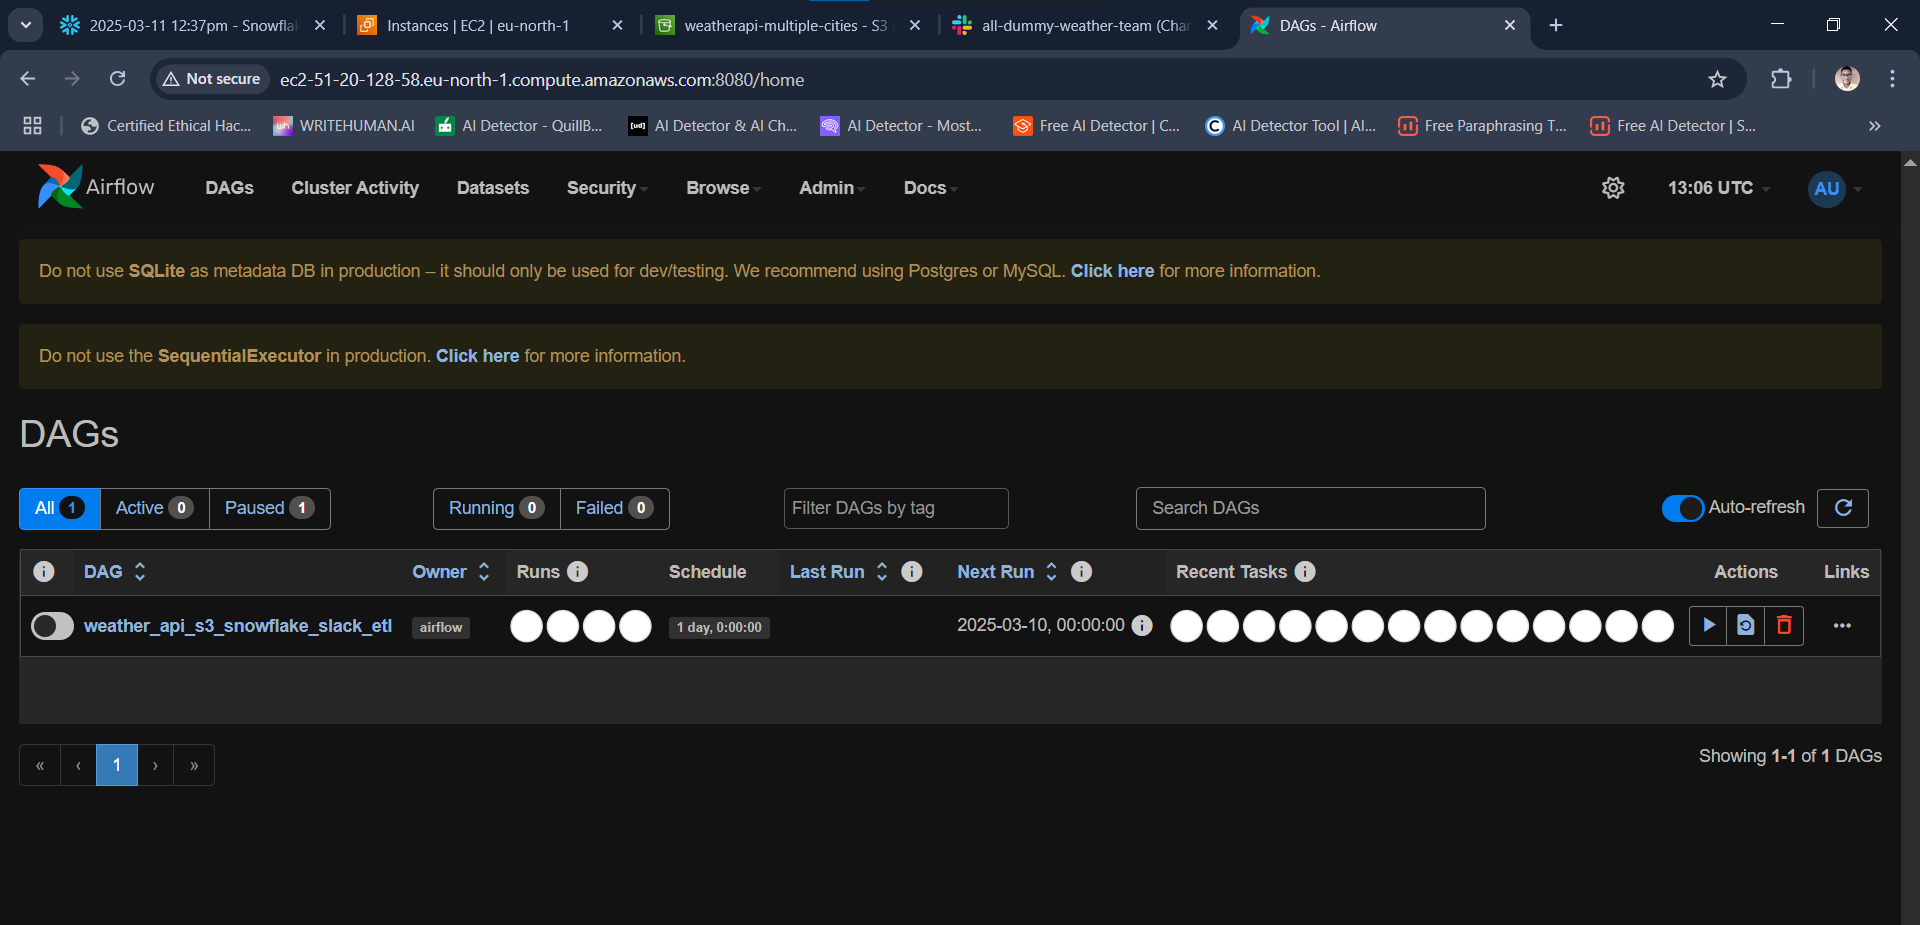 2025-03-11 12:37pm - Snowfla
Instances | EC2 | eu-north-1
weatherapi-multiple-cities - S3
all-dummy-weather-team (Char
DAGs - Airflow
Not secure
ec2-51-20-128-58.eu-north-1.compute.amazonaws.com:8080/home
Certified Ethical Hac...
wh
WRITEHUMAN.AI
AI Detector - QuillB...
[ud]
AI Detector & AI Ch...
AI Detector - Most...
Free AI Detector | C...
C
AI Detector Tool | AI...
Free Paraphrasing T...
Free AI Detector | S...
»
Airflow
DAGs
Cluster Activity
Datasets
Security
Browse
Admin
Docs
13:06 UTC
AU
Do not use SQLite as metadata DB in production – it should only be used for dev/testing. We recommend using Postgres or MySQL. Click here for more information.
Do not use the SequentialExecutor in production. Click here for more information.
DAGs
All 1
Active 0
Paused 1
Running 0
Failed 0
Filter DAGs by tag
Search DAGs
Auto-refresh
i
DAG
Owner
Runs i
Schedule
Last Run i
Next Run i
Recent Tasks i
Actions
Links
weather_api_s3_snowflake_slack_etl
airflow
1 day, 0:00:00
2025-03-10, 00:00:00 i
« ‹ 1 › »
Showing 1-1 of 1 DAGs